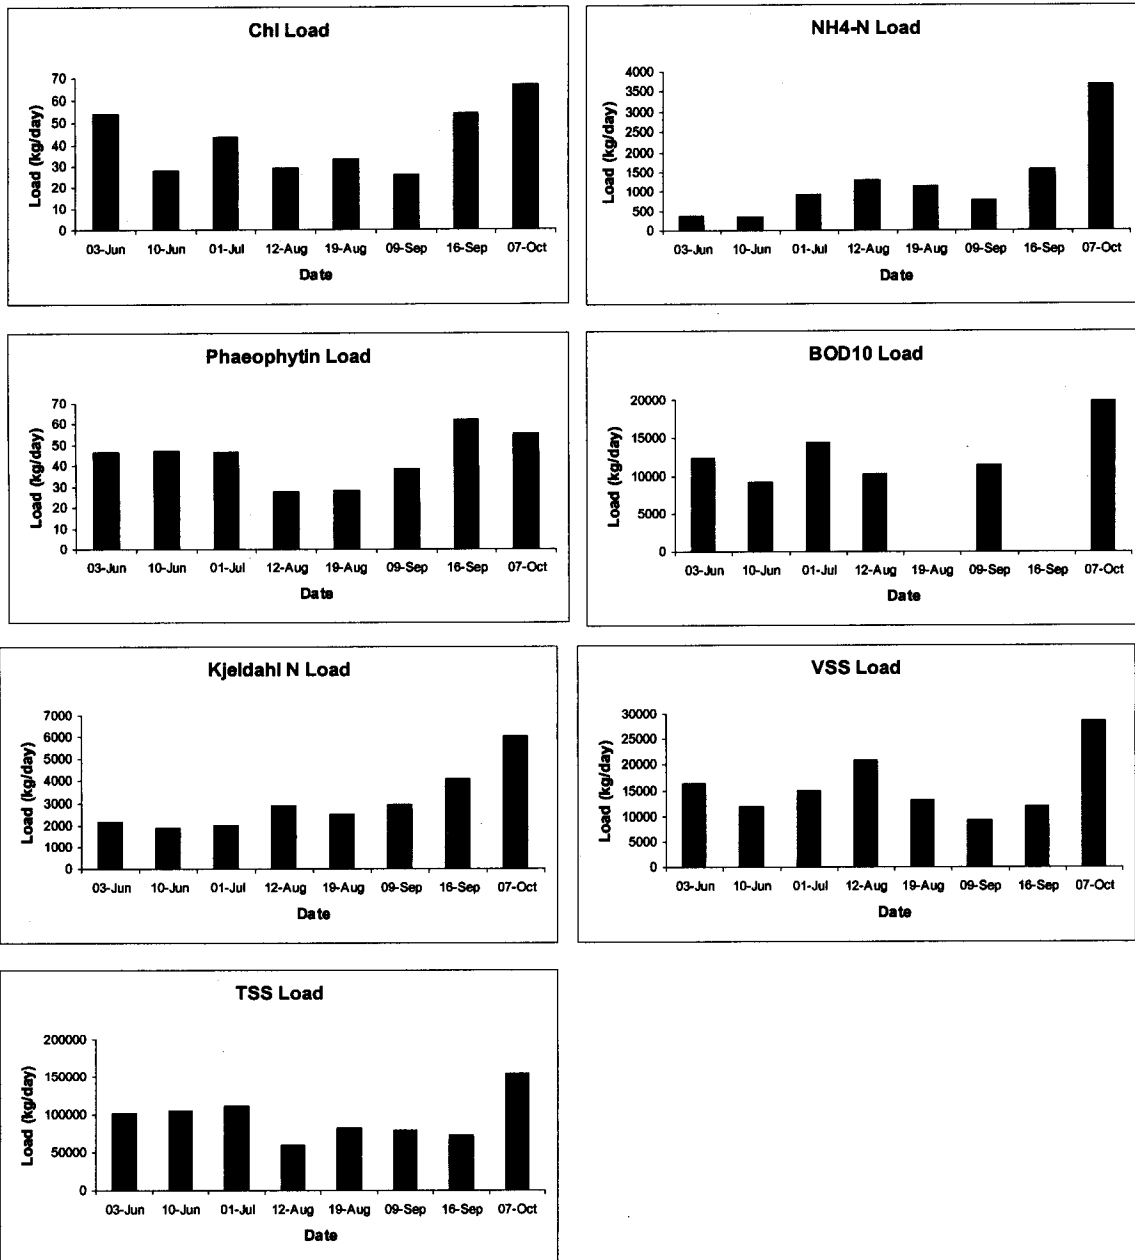 Chl Load
Load (kg/day)
70
60
50
40
30
20
10
0
03-Jun 10-Jun 01-Jul 12-Aug 19-Aug 09-Sep 16-Sep 07-Oct
Date
NH4-N Load
Load (kg/day)
4000
3500
3000
2500
2000
1500
1000
500
0
03-Jun 10-Jun 01-Jul 12-Aug 19-Aug 09-Sep 16-Sep 07-Oct
Date
Phaeophytin Load
Load (kg/day)
70
60
50
40
30
20
10
0
03-Jun 10-Jun 01-Jul 12-Aug 19-Aug 09-Sep 16-Sep 07-Oct
Date
BOD10 Load
Load (kg/day)
20000
15000
10000
5000
0
03-Jun 10-Jun 01-Jul 12-Aug 19-Aug 09-Sep 16-Sep 07-Oct
Date
Kjeldahl N Load
Load (kg/day)
7000
6000
5000
4000
3000
2000
1000
0
03-Jun 10-Jun 01-Jul 12-Aug 19-Aug 09-Sep 16-Sep 07-Oct
Date
VSS Load
Load (kg/day)
30000
25000
20000
15000
10000
5000
0
03-Jun 10-Jun 01-Jul 12-Aug 19-Aug 09-Sep 16-Sep 07-Oct
Date
TSS Load
Load (kg/day)
200000
150000
100000
50000
0
03-Jun 10-Jun 01-Jul 12-Aug 19-Aug 09-Sep 16-Sep 07-Oct
Date